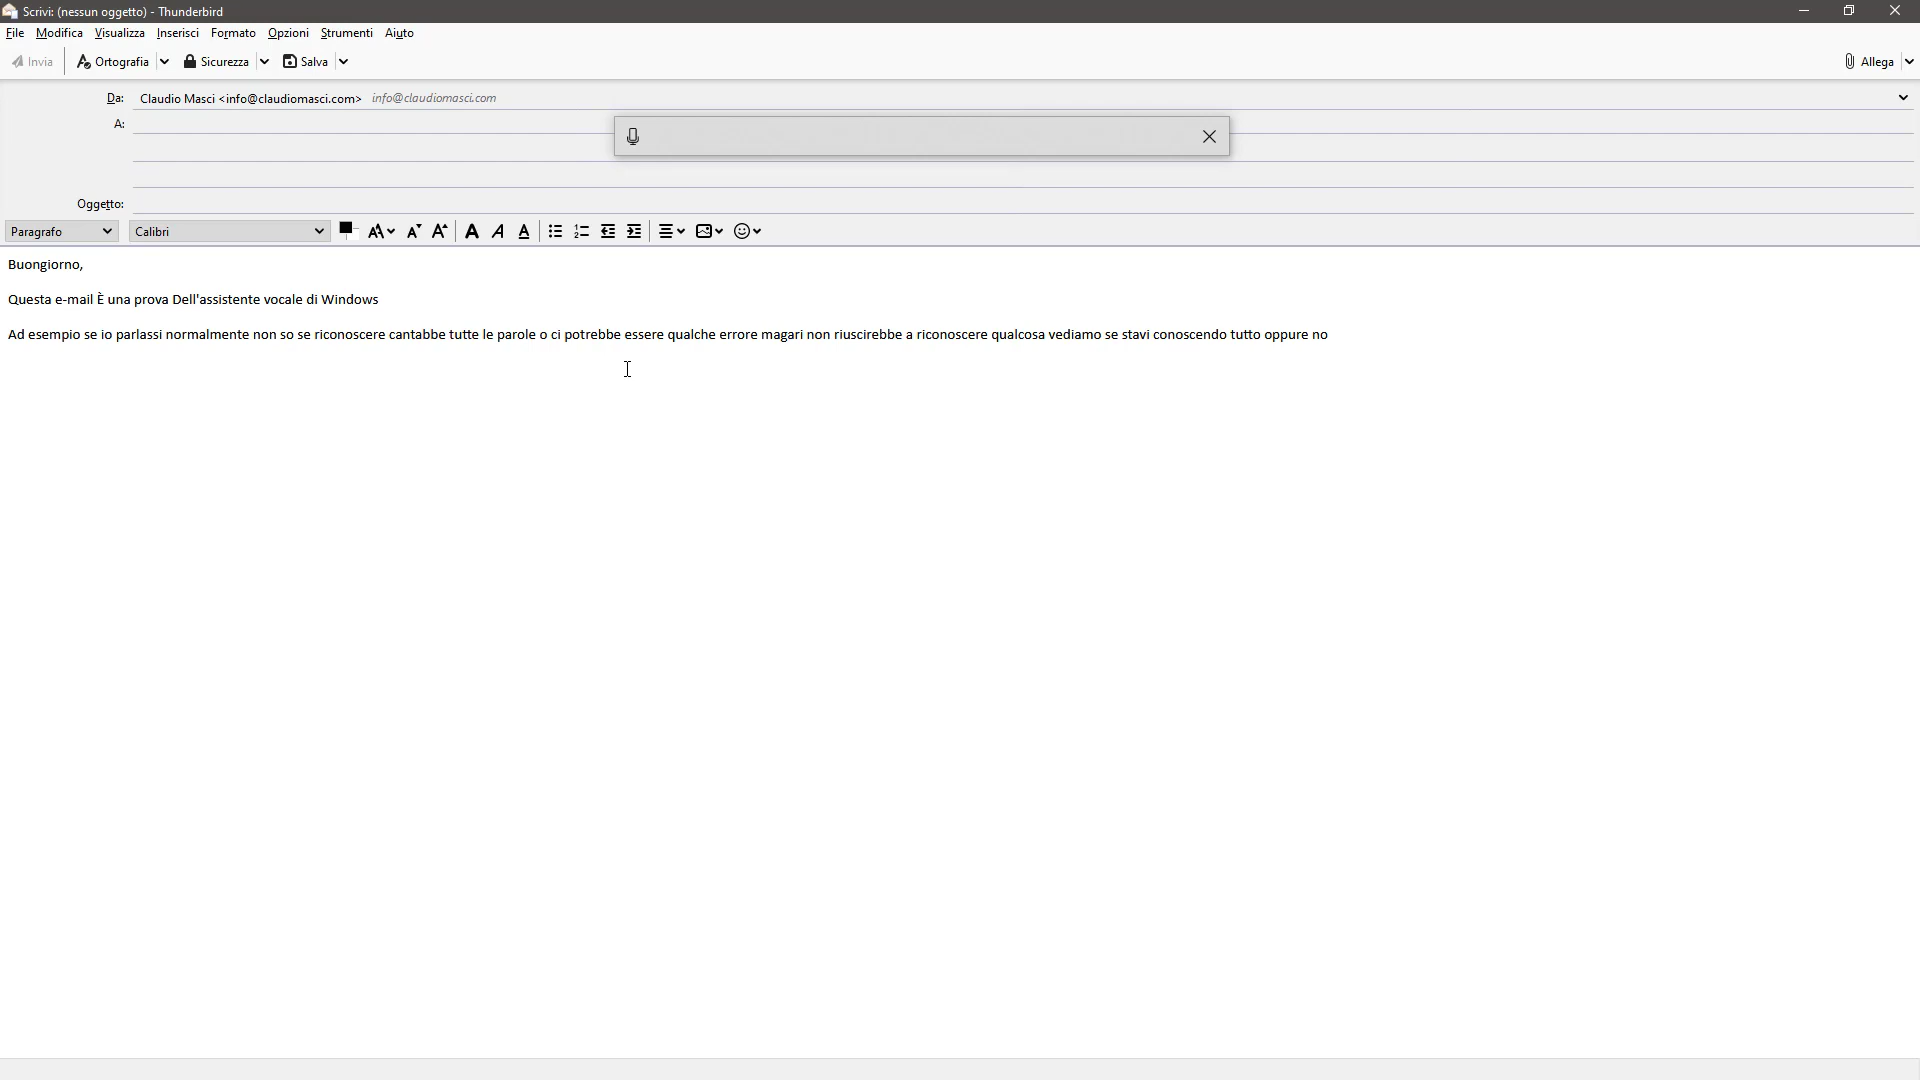 Scrivi: (nessun oggetto) - Thunderbird
File Modifica Visualizza Inserisci Formato Opzioni Strumenti Aiuto
Invia Ortografia Sicurezza Salva Allega
Da: Claudio Masci <info@claudiomasci.com> info@claudiomasci.com
A:
Oggetto:
Paragrafo Calibri
Buongiorno,
Questa e-mail È una prova Dell'assistente vocale di Windows
Ad esempio se io parlassi normalmente non so se riconoscere cantabbe tutte le parole o ci potrebbe essere qualche errore magari non riuscirebbe a riconoscere qualcosa vediamo se stavi conoscendo tutto oppure no